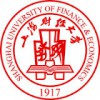 上海财经大学
SHANGHAI UNIVERSITY OF FINANCE & ECONOMICS
1917